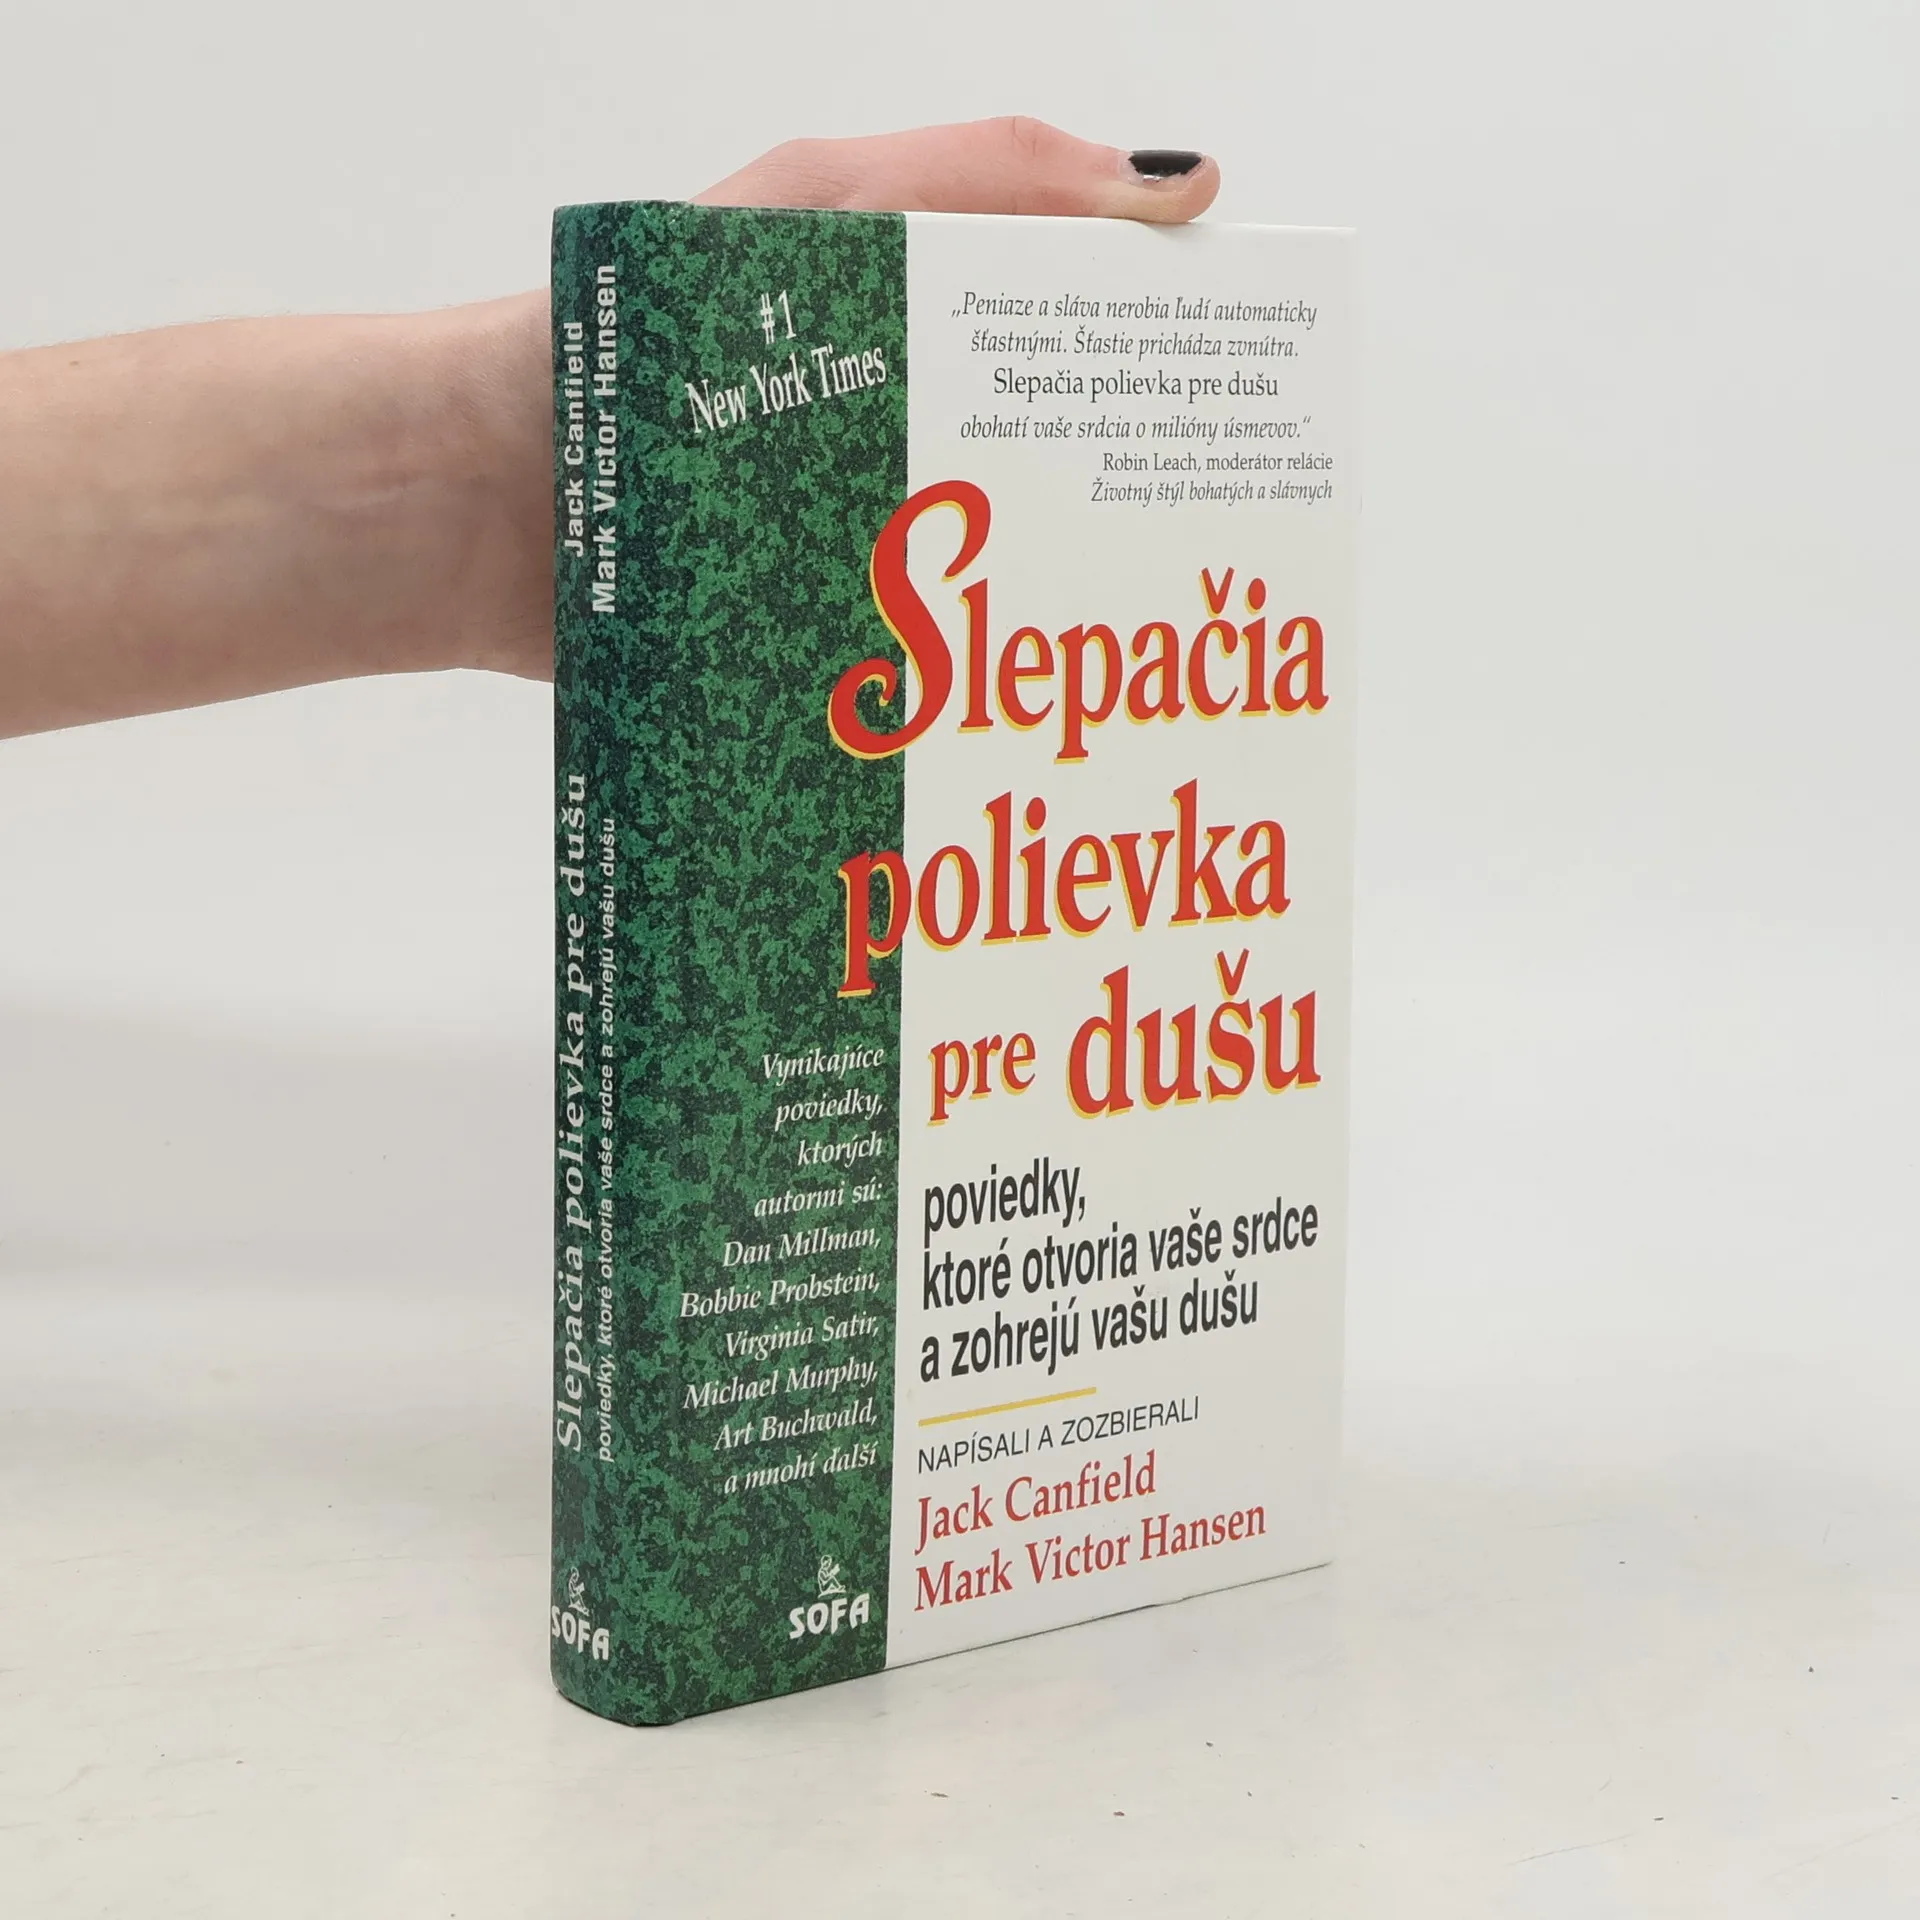 Jack Canfield
Mark Victor Hansen
Slepačia polievka pre dušu
poviedky, ktoré otvoria vaše srdce a zohrejú vašu dušu
SOFA
#1
New York Times
Vynikajúce
poviedky,
ktorých
autormi sú:
Dan Millman,
Bobbie Probstein,
Virginia Satir,
Michael Murphy,
Art Buchwald,
a mnohí ďalší
SOFA
„Peniaze a sláva nerobia ľudí automaticky
šťastnými. Šťastie prichádza zvnútra.
Slepačia polievka pre dušu
obohatí vaše srdcia o milióny úsmevov.“
Robin Leach, moderátor relácie
Životný štýl bohatých a slávnych
Slepačia
polievka
pre dušu
poviedky,
ktoré otvoria vaše srdce
a zohrejú vašu dušu
NAPÍSALI A ZOZBIERALI
Jack Canfield
Mark Victor Hansen